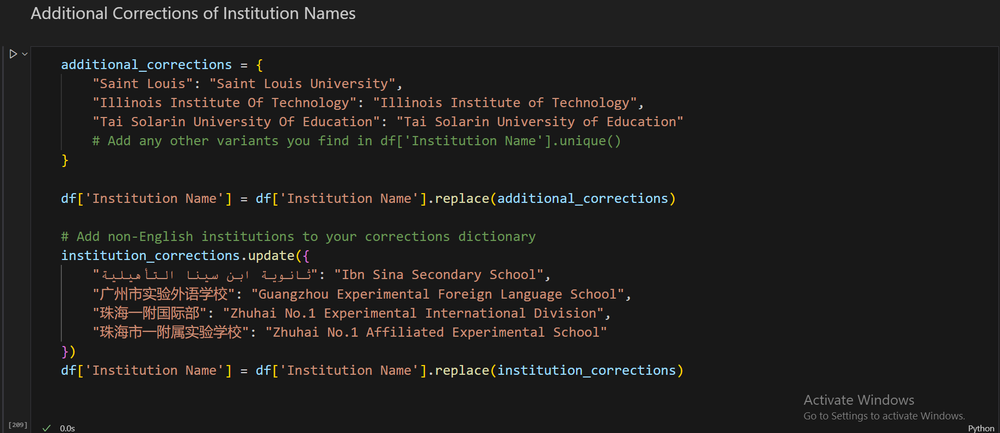 Additional Corrections of Institution Names
additional_corrections = {
"Saint Louis": "Saint Louis University",
"Illinois Institute Of Technology": "Illinois Institute of Technology",
"Tai Solarin University Of Education": "Tai Solarin University of Education"
# Add any other variants you find in df['Institution Name'].unique()
}
df['Institution Name'] = df['Institution Name'].replace(additional_corrections)
# Add non-English institutions to your corrections dictionary
institution_corrections.update({
"ثانوية ابن سينا التأهيلية": "Ibn Sina Secondary School",
"广州市实验外语学校": "Guangzhou Experimental Foreign Language School",
"珠海一附国际部": "Zhuhai No.1 Experimental International Division",
"珠海市一附属实验学校": "Zhuhai No.1 Affiliated Experimental School"
})
df['Institution Name'] = df['Institution Name'].replace(institution_corrections)
Activate Windows
Go to Settings to activate Windows.
[209]
0.0s
Python